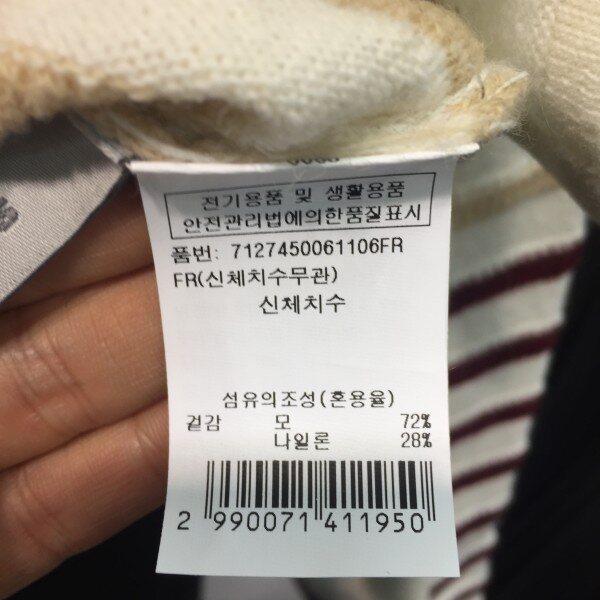 전기용품 및 생활용품
안전관리법에의한품질표시
품번: 7127450061106FR
FR(신체치수무관)
신체치수
섬유의조성(혼용율)
겉감 모 72%
나일론 28%
2 990071 411950